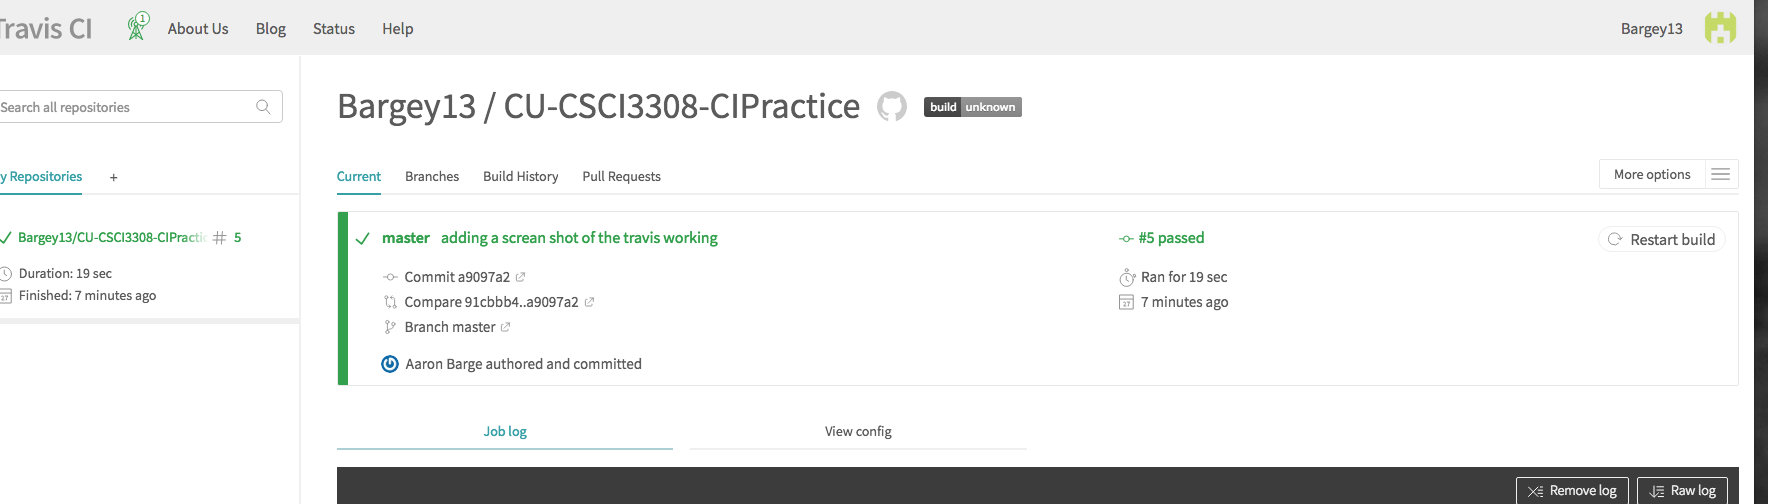 Travis CI 1 About Us Blog Status Help Bargey13
Search all repositories
Bargey13 / CU-CSCI3308-CIPractice build unknown
y Repositories +
Current Branches Build History Pull Requests More options
Bargey13/CU-CSCI3308-CIPractic # 5
Duration: 19 sec
Finished: 7 minutes ago
master adding a screan shot of the travis working #5 passed Restart build
Commit a9097a2 Ran for 19 sec
Compare 91cbbb4..a9097a2 27 7 minutes ago
Branch master
Aaron Barge authored and committed
Job log View config
Remove log Raw log